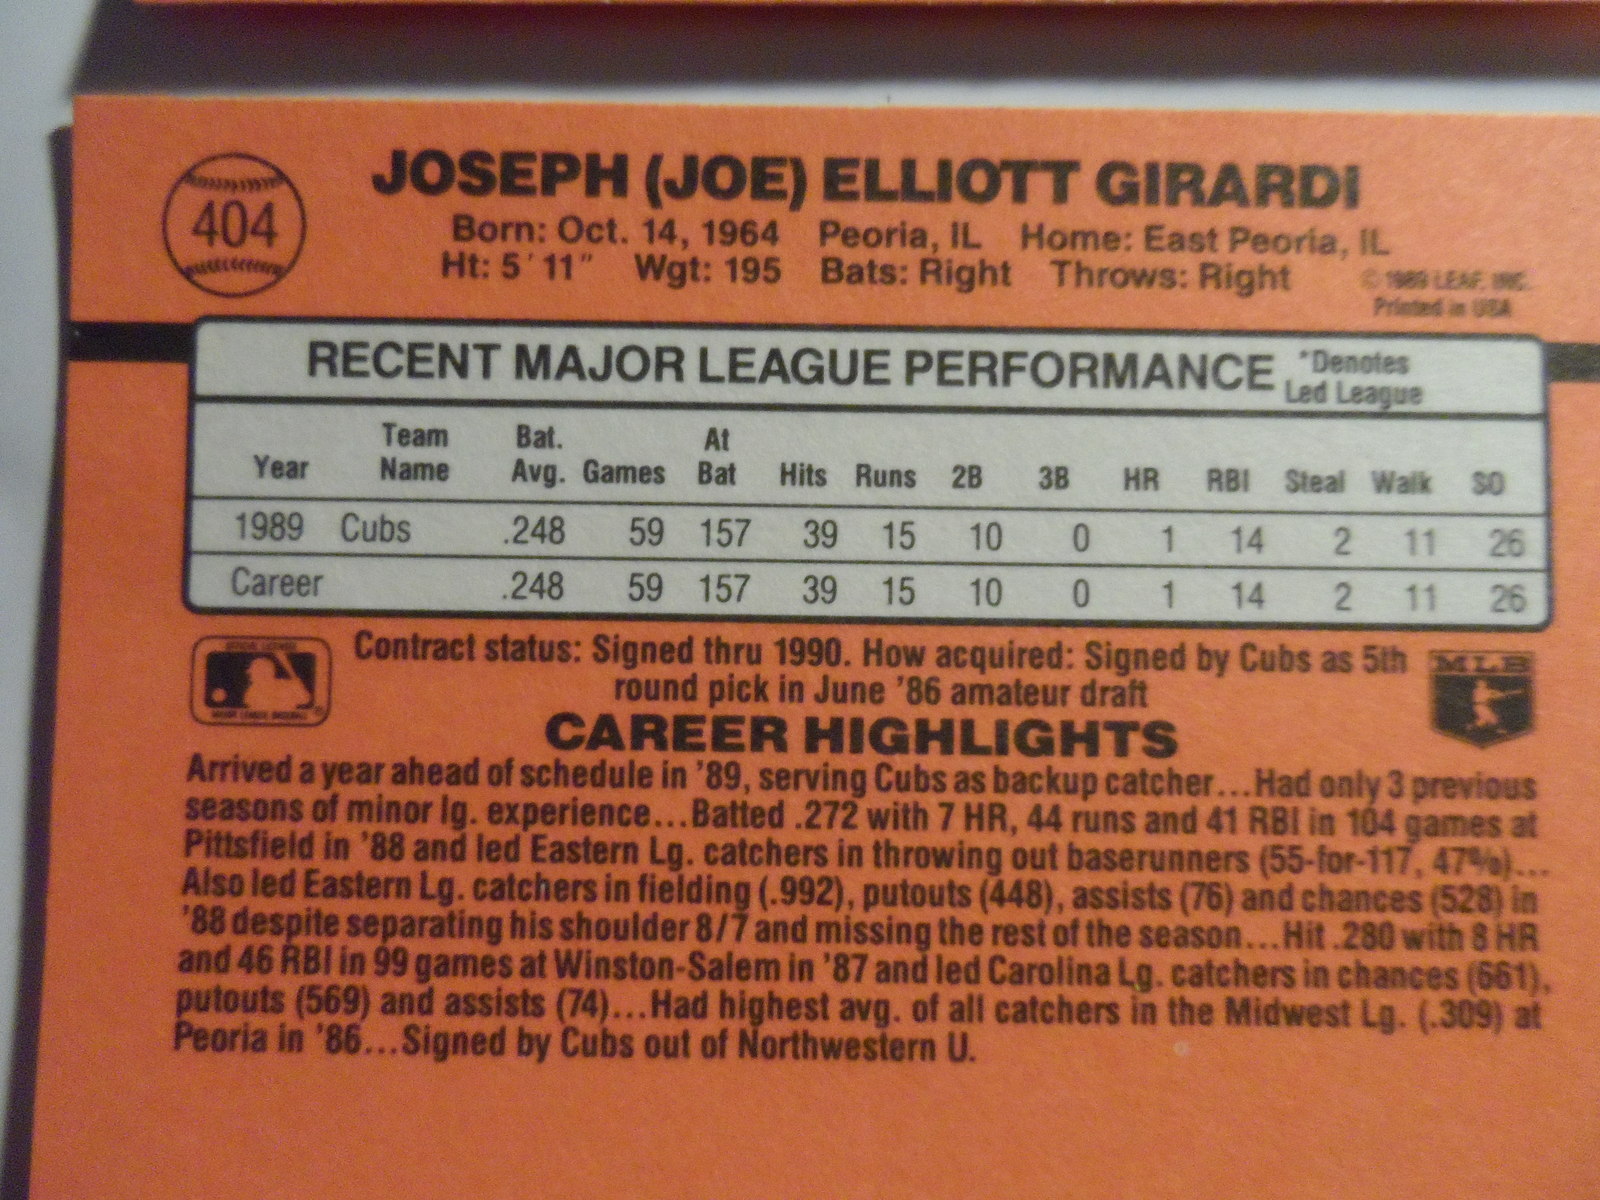 404
JOSEPH (JOE) ELLIOTT GIRARDI
Born: Oct. 14, 1964 Peoria, IL Home: East Peoria, IL
Ht: 5'11" Wgt: 195 Bats: Right Throws: Right
© 1989 LEAF, INC.
Printed in USA
RECENT MAJOR LEAGUE PERFORMANCE *Denotes Led League
Year Team Name Bat. Avg. Games At Bat Hits Runs 2B 3B HR RBI Steal Walk SO
1989 Cubs .248 59 157 39 15 10 0 1 14 2 11 26
Career .248 59 157 39 15 10 0 1 14 2 11 26
Contract status: Signed thru 1990. How acquired: Signed by Cubs as 5th
round pick in June '86 amateur draft
MLB
CAREER HIGHLIGHTS
Arrived a year ahead of schedule in '89, serving Cubs as backup catcher...Had only 3 previous
seasons of minor lg. experience...Batted .272 with 7 HR, 44 runs and 41 RBI in 104 games at
Pittsfield in '88 and led Eastern Lg. catchers in throwing out baserunners (55-for-117, 47%)...
Also led Eastern Lg. catchers in fielding (.992), putouts (448), assists (76) and chances (528) in
'88 despite separating his shoulder 8/7 and missing the rest of the season...Hit .280 with 8 HR
and 46 RBI in 99 games at Winston-Salem in '87 and led Carolina Lg. catchers in chances (661),
putouts (569) and assists (74)...Had highest avg. of all catchers in the Midwest Lg. (.309) at
Peoria in '86...Signed by Cubs out of Northwestern U.